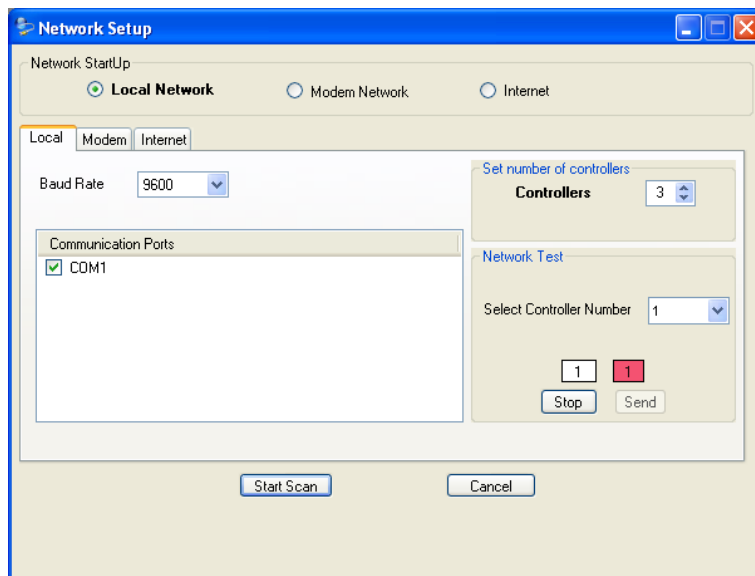 Network Setup
Network StartUp
Local Network Modem Network Internet
Local Modem Internet
Baud Rate 9600
Set number of controllers
Controllers 3
Communication Ports
COM1
Network Test
Select Controller Number 1
1 1
Stop Send
Start Scan Cancel